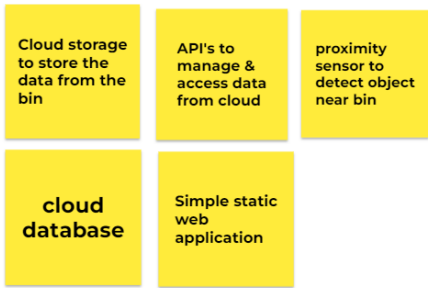 Cloud storage
to store the
data from the
bin
API's to
manage &
access data
from cloud
proximity
sensor to
detect object
near bin
cloud
database
Simple static
web
application